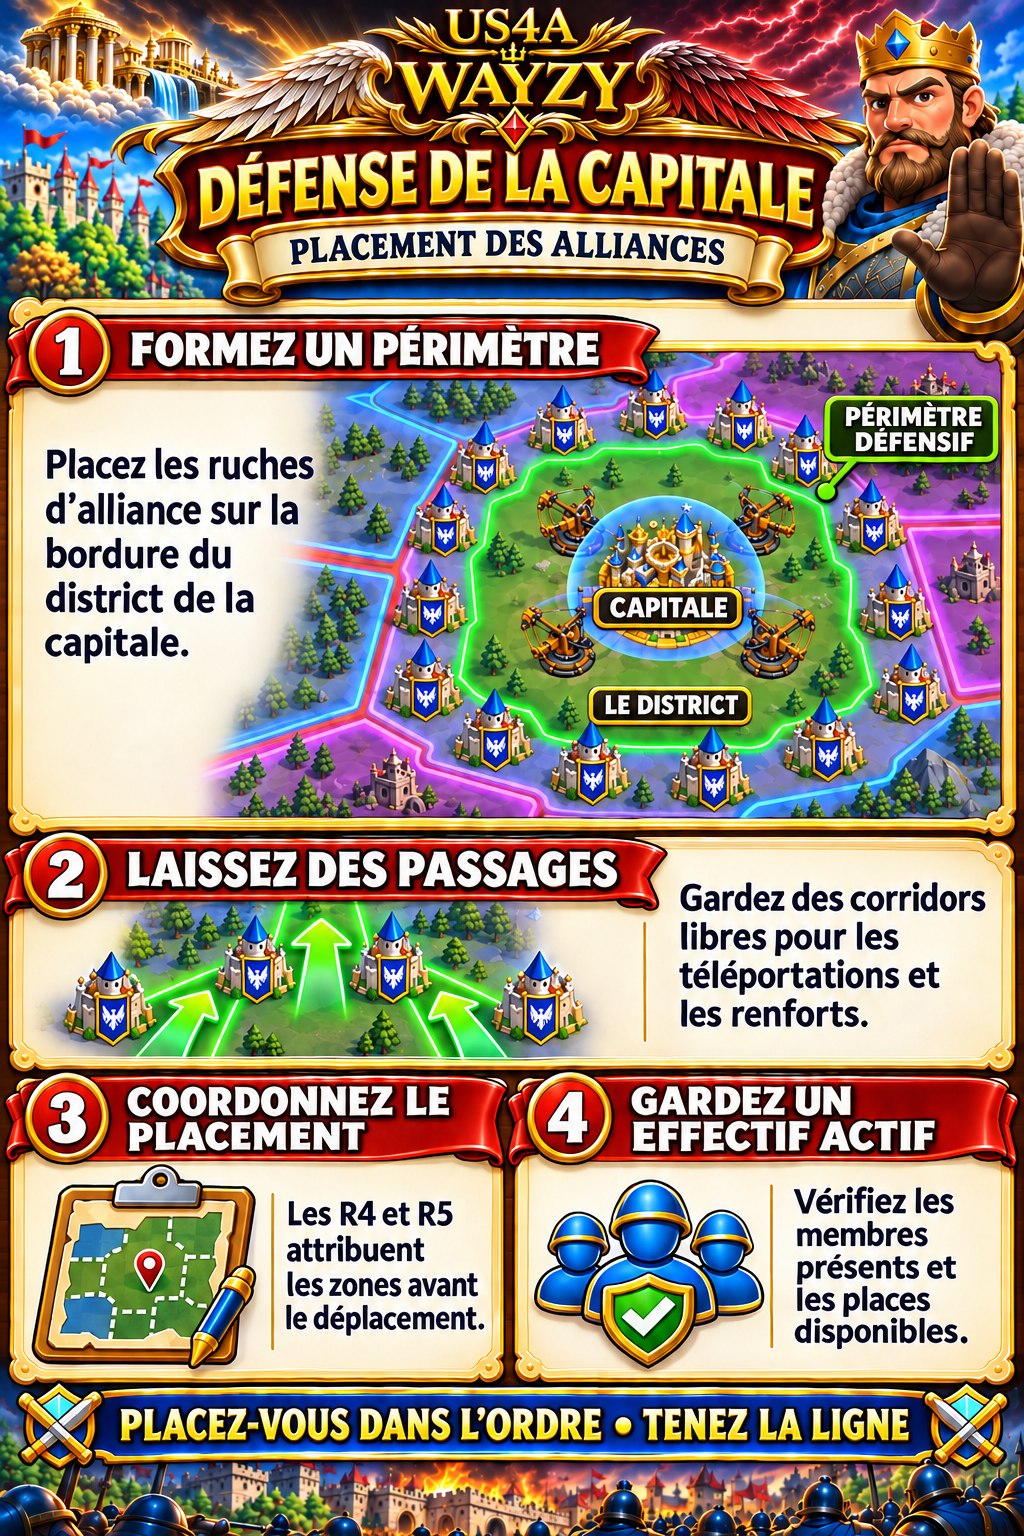 US4A
WAYZY
DÉFENSE DE LA CAPITALE
PLACEMENT DES ALLIANCES
1 FORMEZ UN PÉRIMÈTRE
Placez les ruches
d'alliance sur la
bordure du
district de la
capitale.
PÉRIMÈTRE
DÉFENSIF
CAPITALE
LE DISTRICT
2 LAISSEZ DES PASSAGES
Gardez des corridors
libres pour les
téléportations et
les renforts.
3 COORDONNEZ LE
PLACEMENT
Les R4 et R5
attribuent
les zones avant
le déplacement.
4 GARDEZ UN
EFFECTIF ACTIF
Vérifiez les
membres
présents et
les places
disponibles.
PLACEZ-VOUS DANS L'ORDRE • TENEZ LA LIGNE